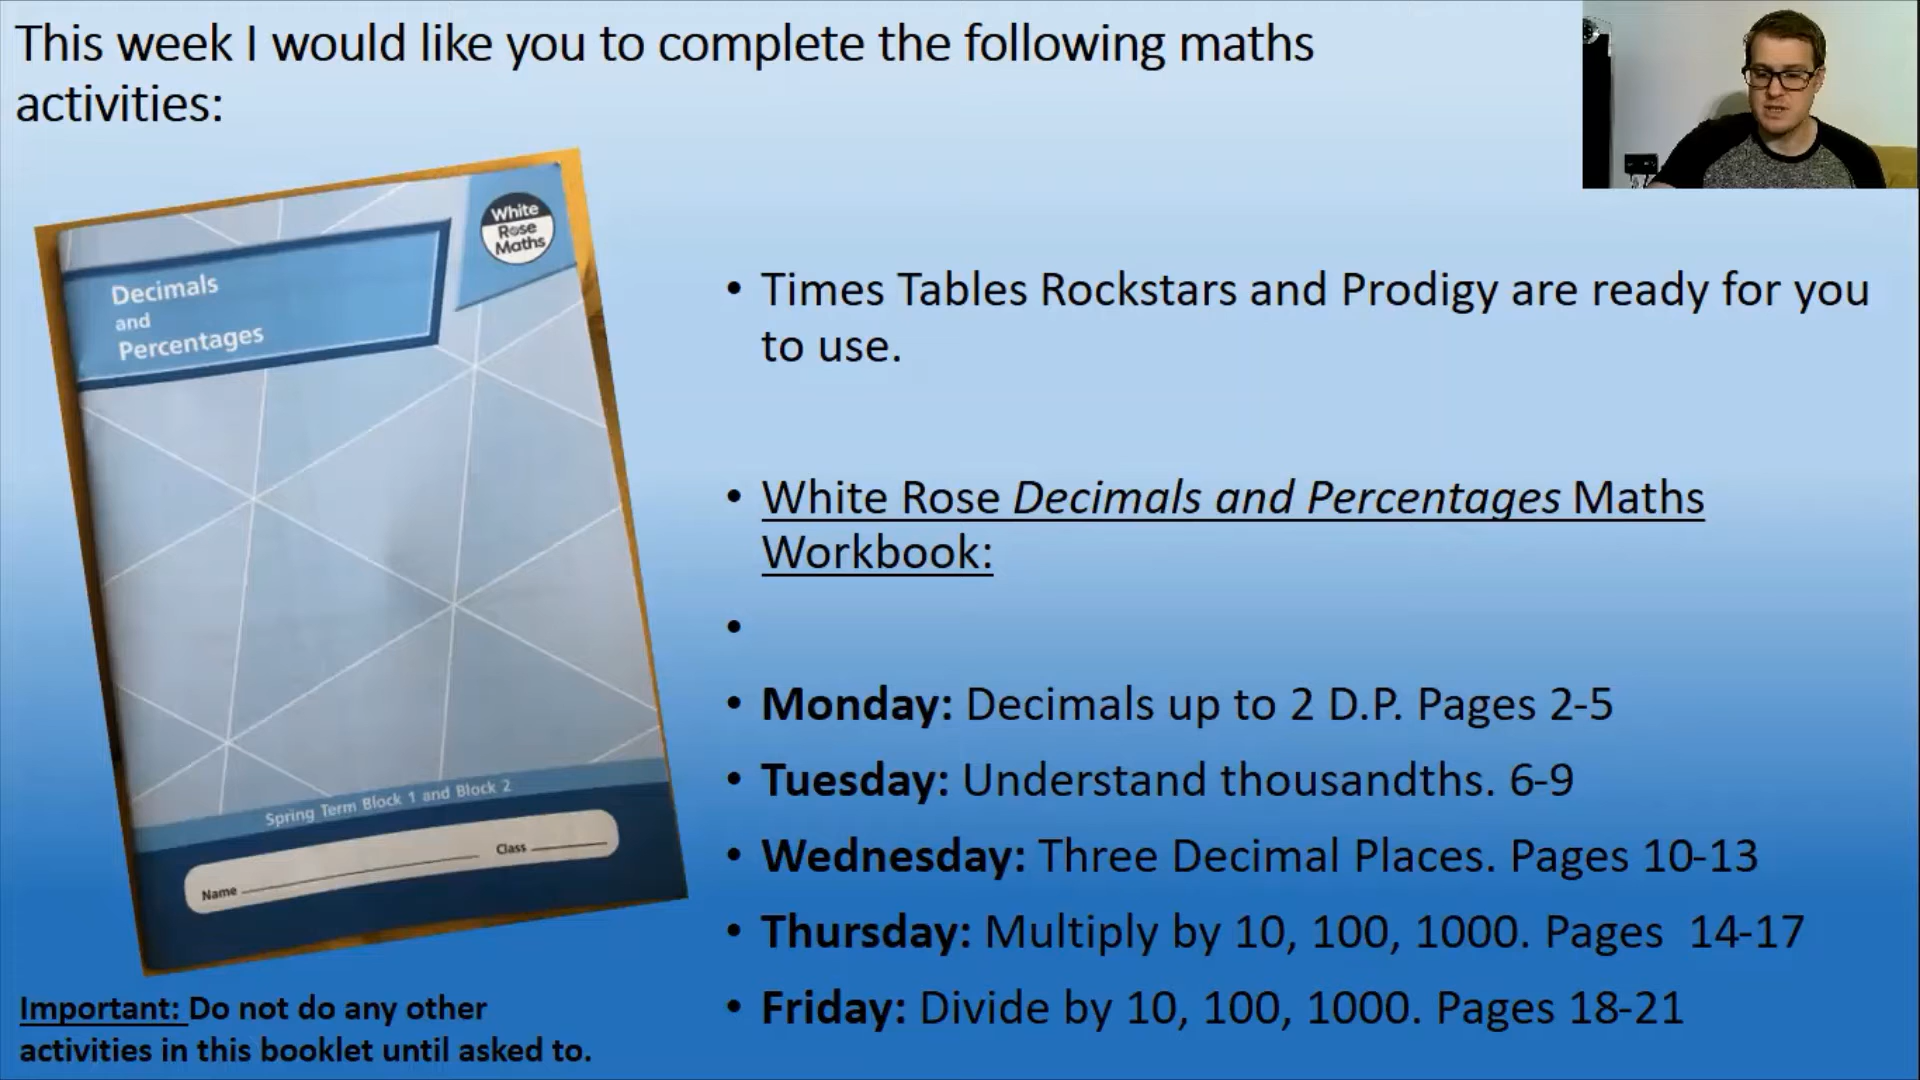 This week I would like you to complete the following maths
activities:
White
Rose
Maths
Decimals
and
Percentages
Spring Term Block 1 and Block 2
Name
Class
Important: Do not do any other
activities in this booklet until asked to.
• Times Tables Rockstars and Prodigy are ready for you
to use.
• White Rose Decimals and Percentages Maths
Workbook:
•
• Monday: Decimals up to 2 D.P. Pages 2-5
• Tuesday: Understand thousandths. 6-9
• Wednesday: Three Decimal Places. Pages 10-13
• Thursday: Multiply by 10, 100, 1000. Pages  14-17
• Friday: Divide by 10, 100, 1000. Pages 18-21